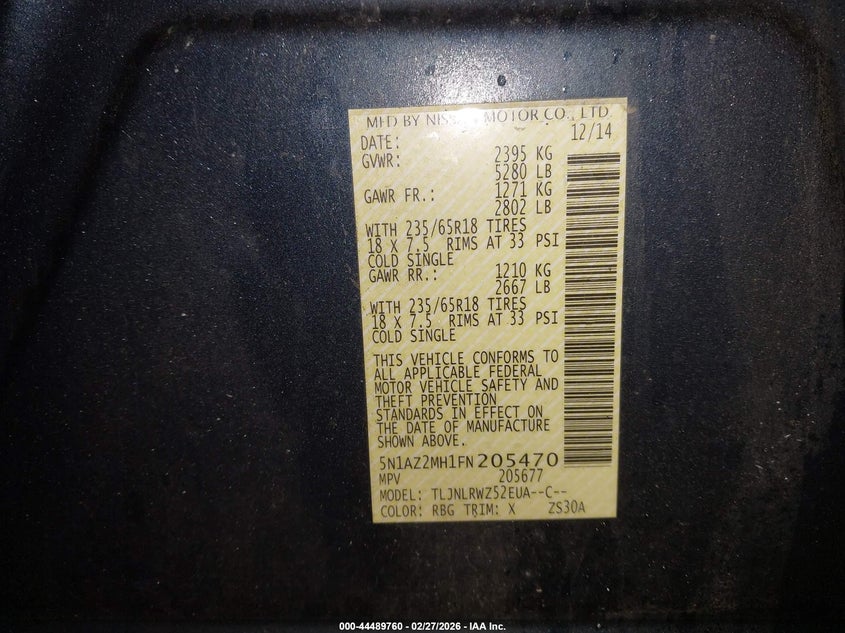 MFD BY NISSAN MOTOR CO., LTD.
DATE: 12/14
GVWR: 2395 KG
5280 LB
GAWR FR.: 1271 KG
2802 LB
WITH 235/65R18 TIRES
18 X 7.5 RIMS AT 33 PSI
COLD SINGLE
GAWR RR.: 1210 KG
2667 LB
WITH 235/65R18 TIRES
18 X 7.5 RIMS AT 33 PSI
COLD SINGLE
THIS VEHICLE CONFORMS TO
ALL APPLICABLE FEDERAL
MOTOR VEHICLE SAFETY AND
THEFT PREVENTION
STANDARDS IN EFFECT ON
THE DATE OF MANUFACTURE
SHOWN ABOVE.
5N1AZ2MH1FN205470
MPV 205677
MODEL: TLJNLRWZ52EUA--C--
COLOR: RBG TRIM: X ZS30A
000-44489760 - 02/27/2026 - IAA Inc.